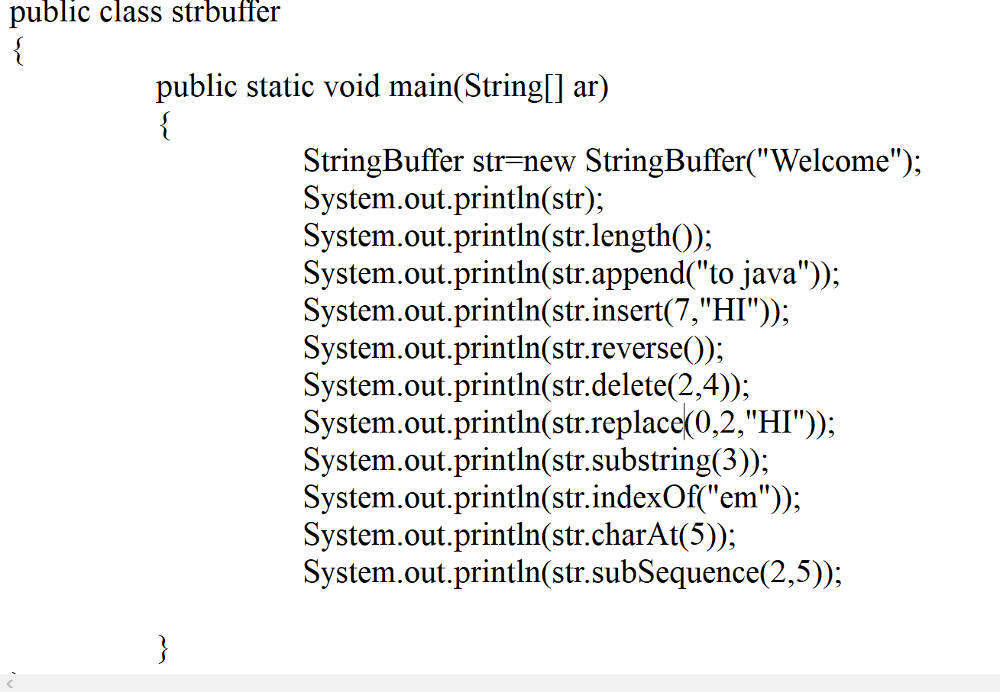 public class strbuffer
{
public static void main(String[] ar)
{
StringBuffer str=new StringBuffer("Welcome");
System.out.println(str);
System.out.println(str.length());
System.out.println(str.append("to java"));
System.out.println(str.insert(7,"HI"));
System.out.println(str.reverse());
System.out.println(str.delete(2,4));
System.out.println(str.replace(0,2,"HI"));
System.out.println(str.substring(3));
System.out.println(str.indexOf("em"));
System.out.println(str.charAt(5));
System.out.println(str.subSequence(2,5));
}